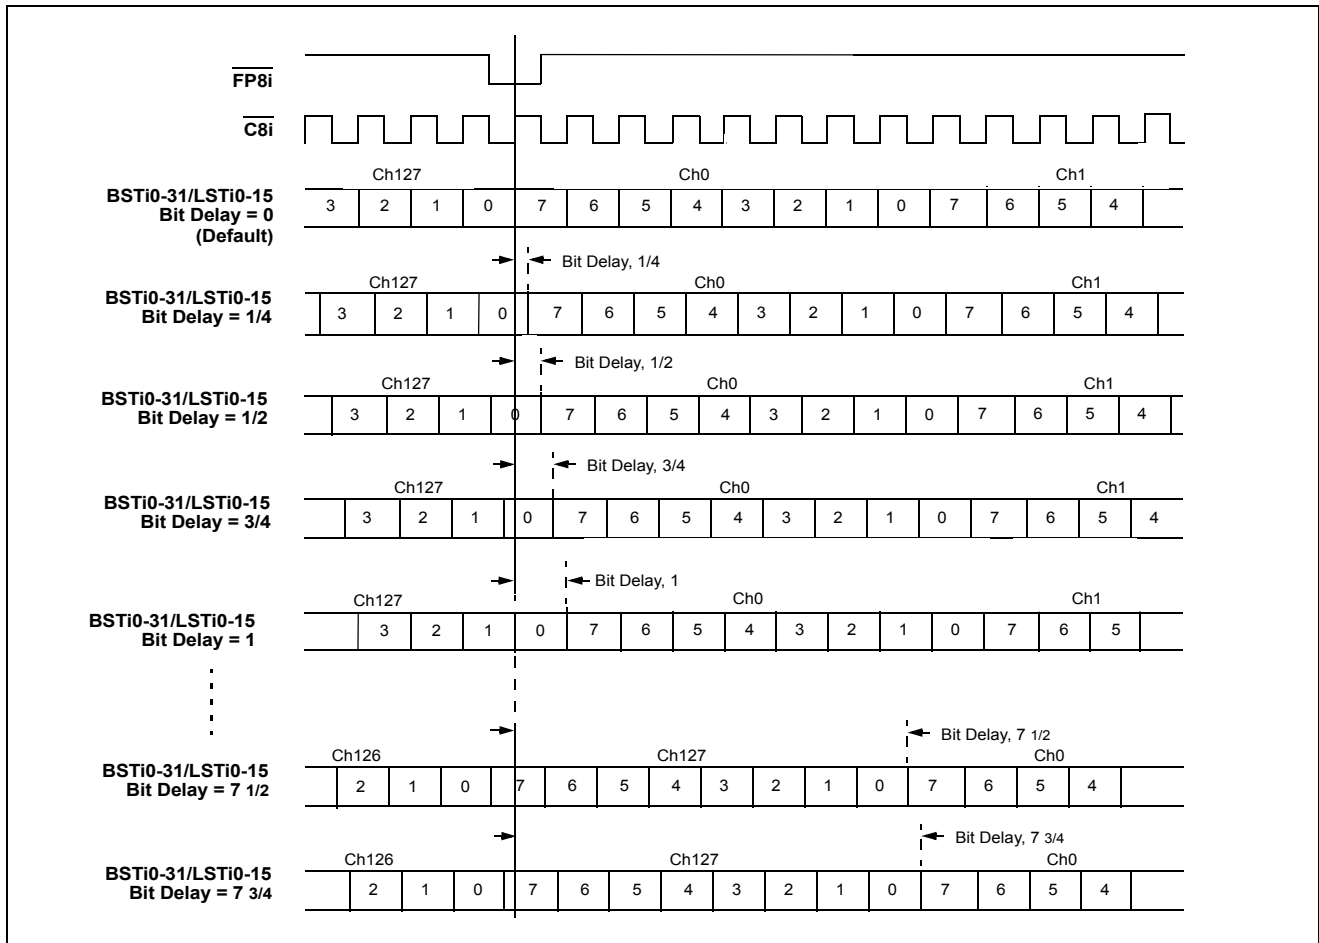 FP8i
C8i
Ch127 Ch0 Ch1
BSTi0-31/LSTi0-15
Bit Delay = 0
(Default)
3 2 1 0 7 6 5 4 3 2 1 0 7 6 5 4
Bit Delay, 1/4
Ch127 Ch0 Ch1
BSTi0-31/LSTi0-15
Bit Delay = 1/4
3 2 1 0 7 6 5 4 3 2 1 0 7 6 5 4
Bit Delay, 1/2
Ch127 Ch0 Ch1
BSTi0-31/LSTi0-15
Bit Delay = 1/2
3 2 1 0 7 6 5 4 3 2 1 0 7 6 5 4
Bit Delay, 3/4
Ch127 Ch0 Ch1
BSTi0-31/LSTi0-15
Bit Delay = 3/4
3 2 1 0 7 6 5 4 3 2 1 0 7 6 5 4
Bit Delay, 1
Ch127 Ch0 Ch1
BSTi0-31/LSTi0-15
Bit Delay = 1
3 2 1 0 7 6 5 4 3 2 1 0 7 6 5
Bit Delay, 7 1/2
Ch126 Ch127 Ch0
BSTi0-31/LSTi0-15
Bit Delay = 7 1/2
2 1 0 7 6 5 4 3 2 1 0 7 6 5 4
Bit Delay, 7 3/4
Ch126 Ch127 Ch0
BSTi0-31/LSTi0-15
Bit Delay = 7 3/4
2 1 0 7 6 5 4 3 2 1 0 7 6 5 4